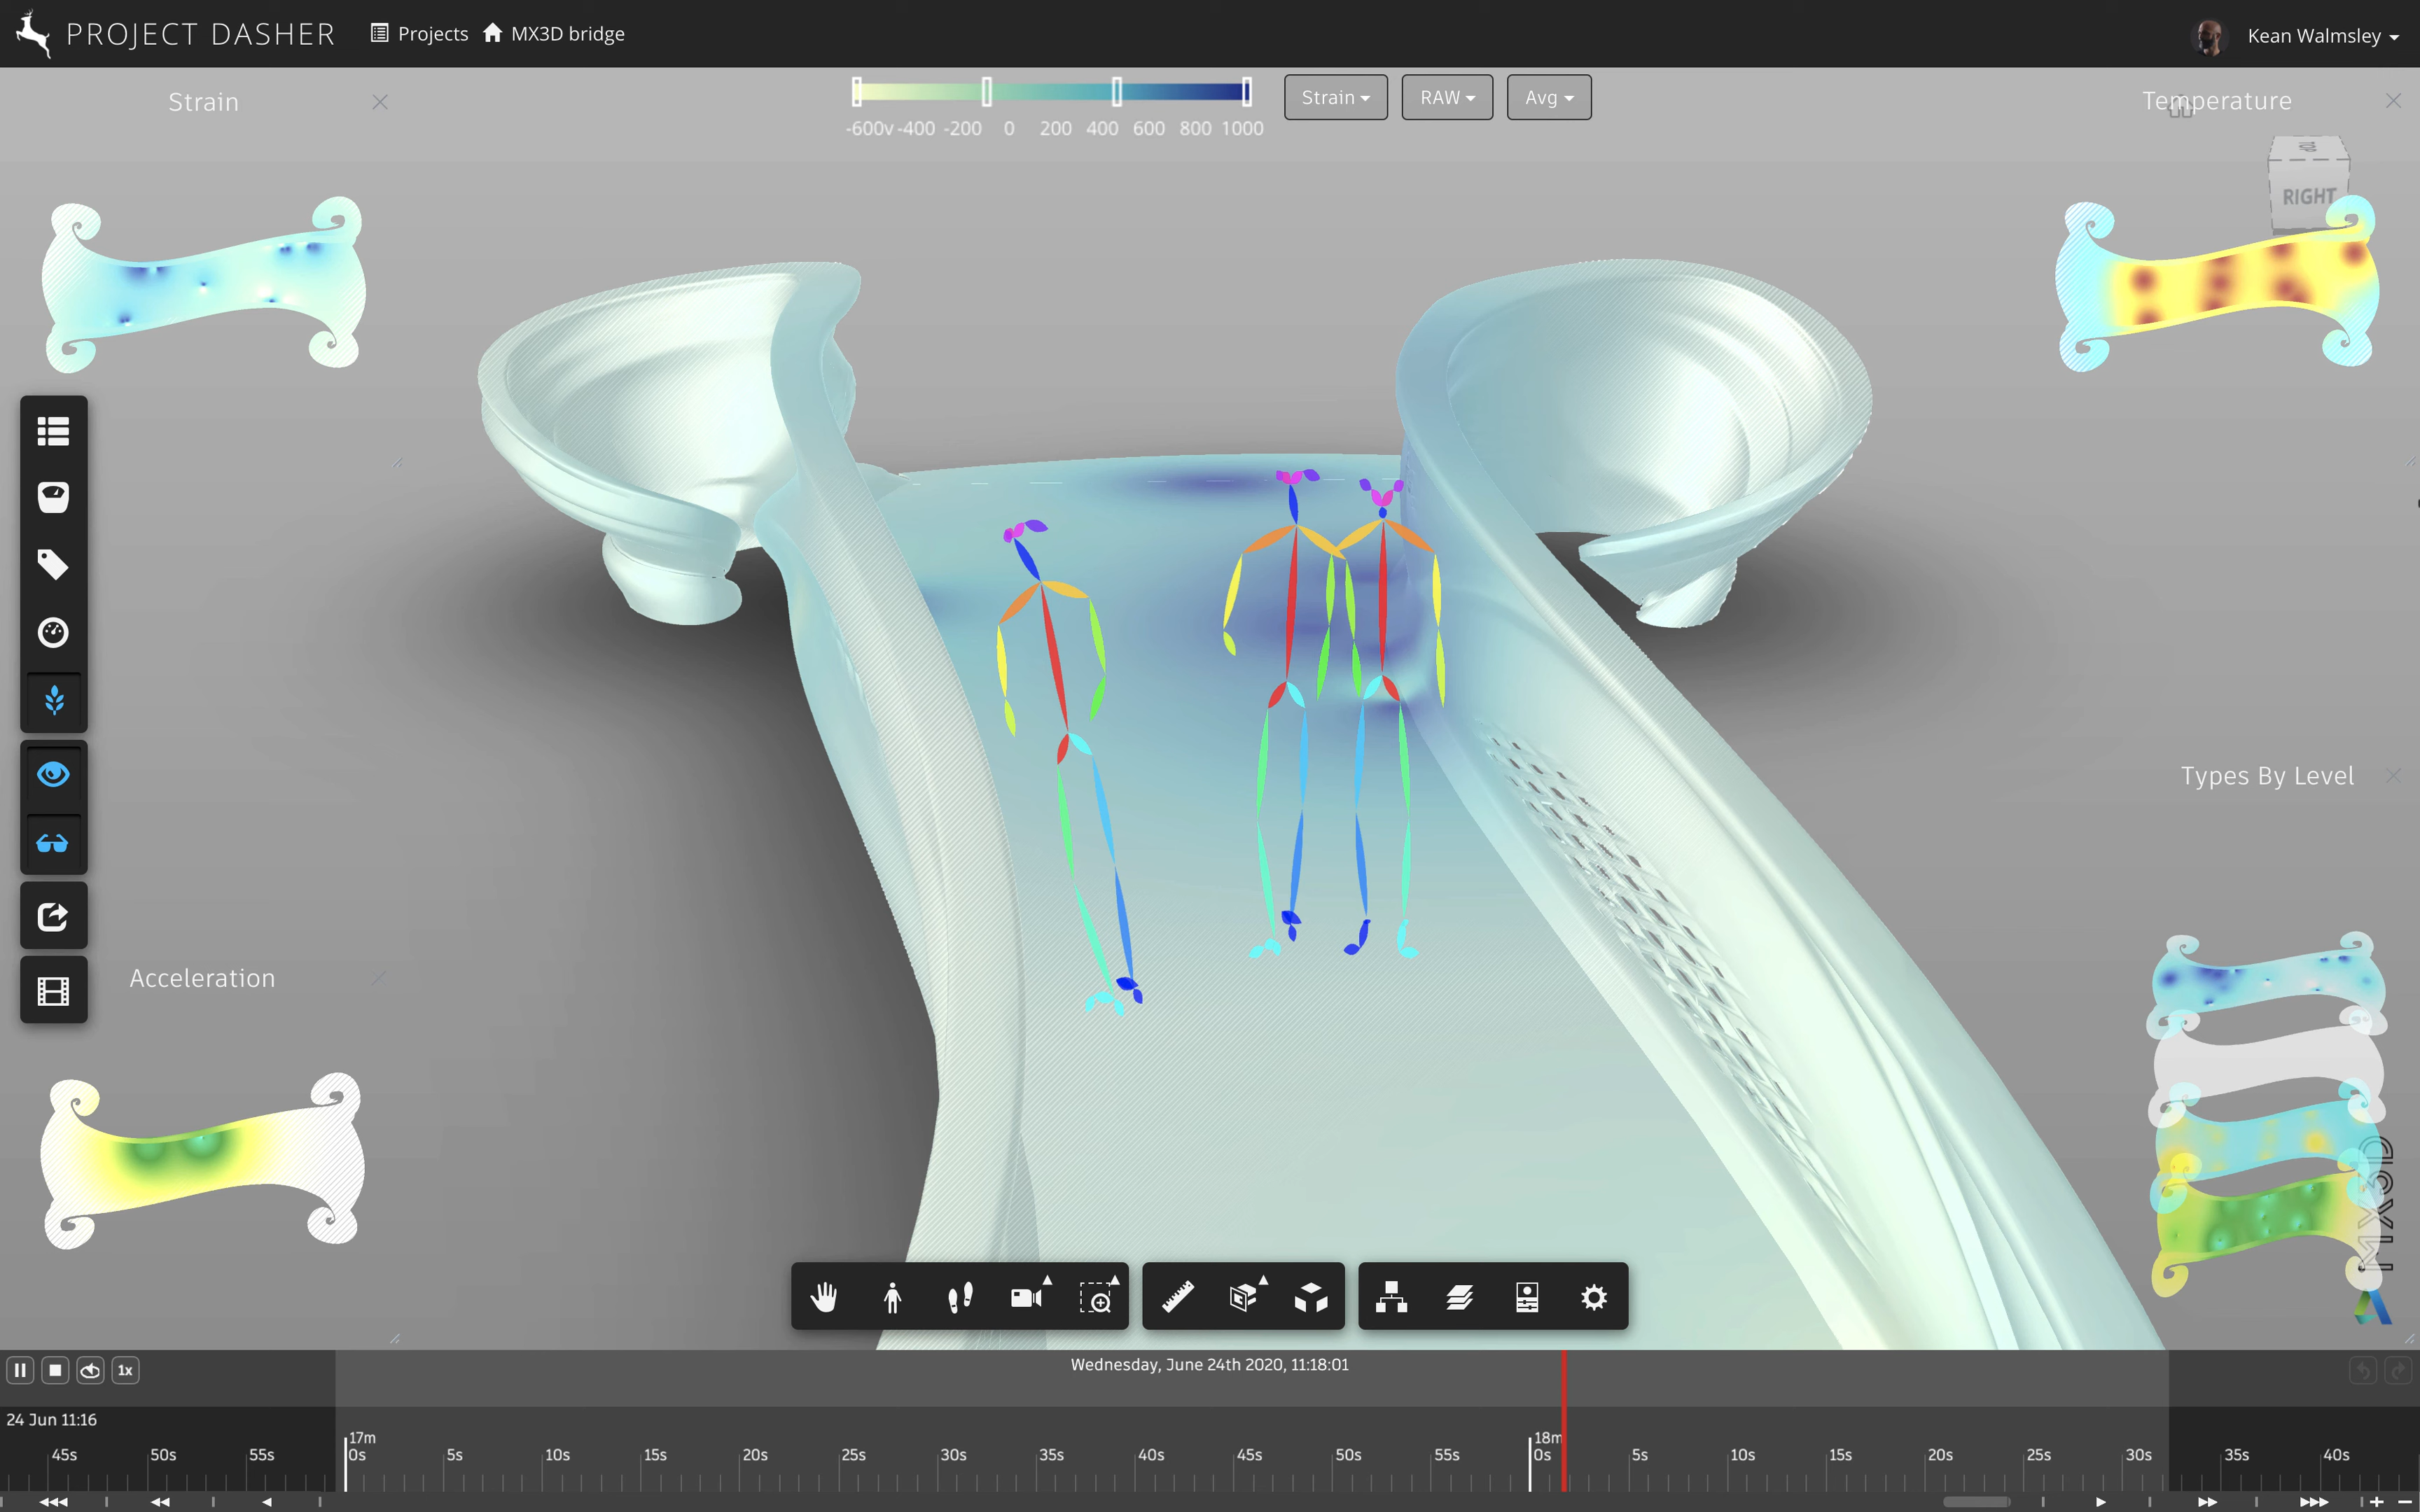 PROJECT DASHER
Projects
MX3D bridge
Kean Walmsley
Strain
-600v -400 -200 0 200 400 600 800 1000
Strain
RAW
Avg
Temperature
TOP
RIGHT
Types By Level
Acceleration
MX3D
1x
Wednesday, June 24th 2020, 11:18:01
24 Jun 11:16
17m
18m
45s 50s 55s 0s 5s 10s 15s 20s 25s 30s 35s 40s 45s 50s 55s 0s 5s 10s 15s 20s 25s 30s 35s 40s